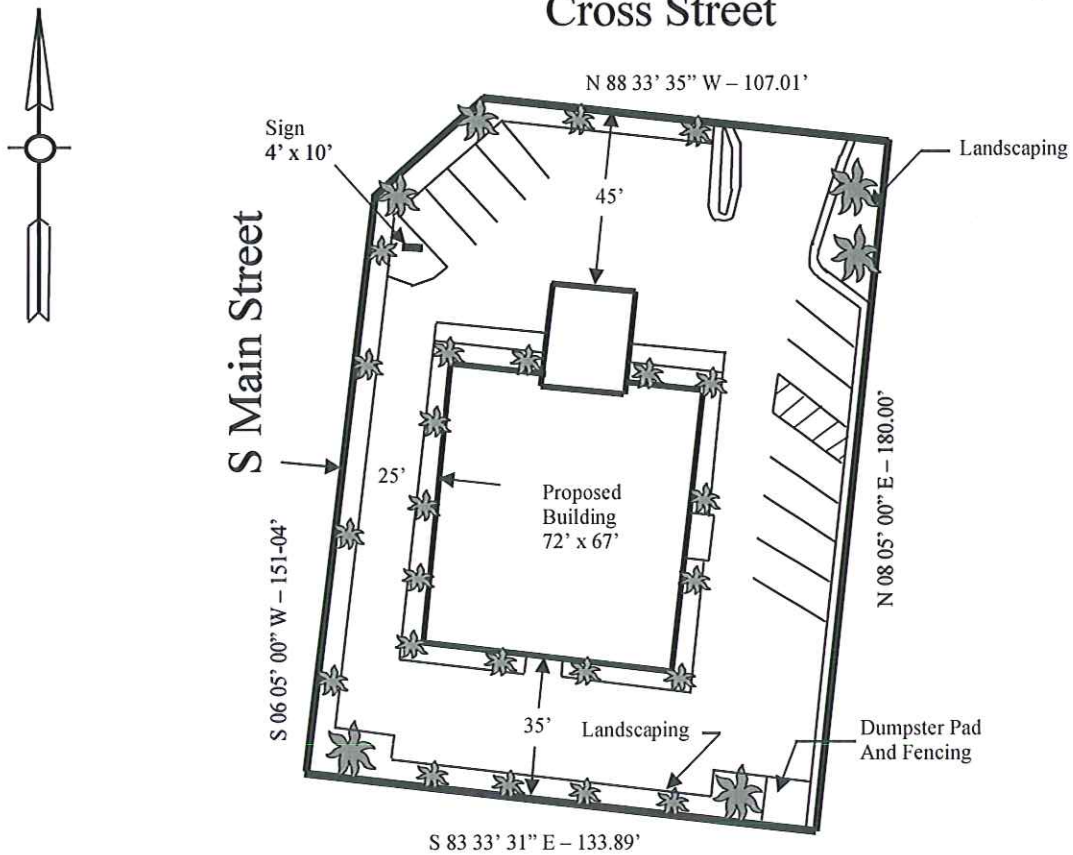 Cross Street
N 88 33' 35” W – 107.01'
Sign
4' x 10'
Landscaping
45'
S Main Street
25'
Proposed
Building
72' x 67'
N 08 05' 00” E – 180.00'
S 06 05' 00” W – 151-04'
35'
Landscaping
Dumpster Pad
And Fencing
S 83 33' 31” E – 133.89'